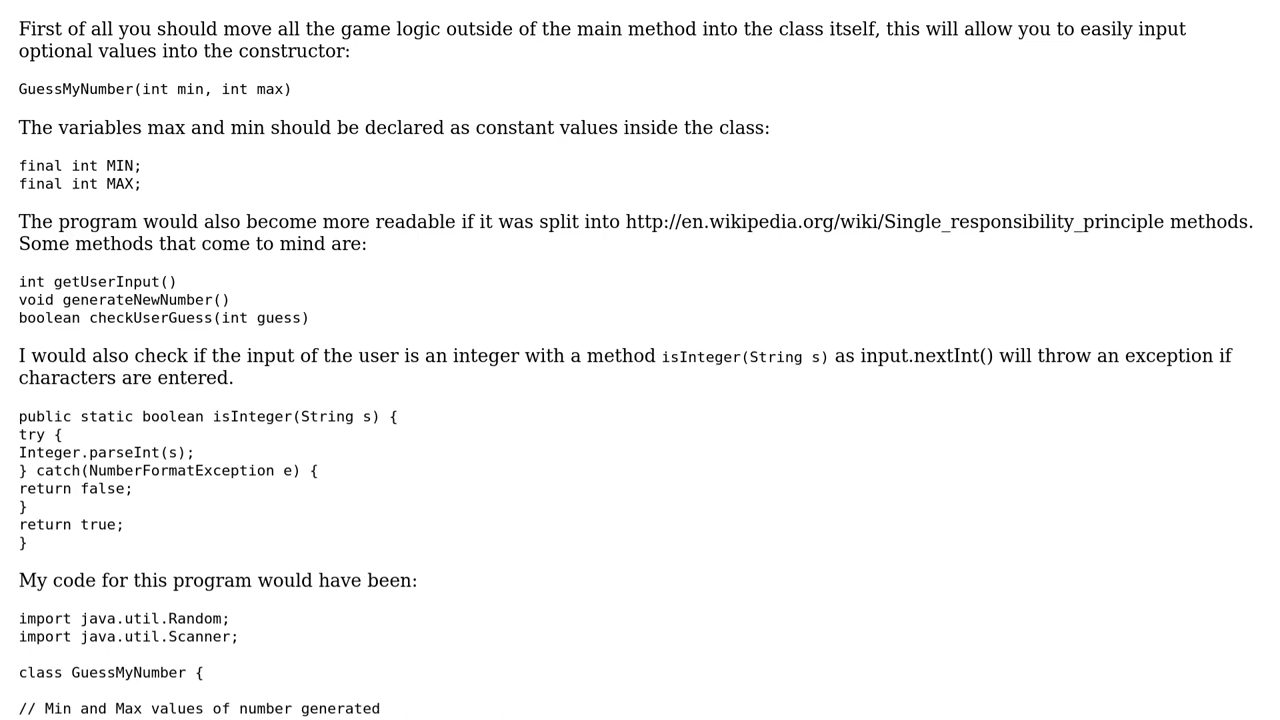 First of all you should move all the game logic outside of the main method into the class itself, this will allow you to easily input
optional values into the constructor:
GuessMyNumber(int min, int max)
The variables max and min should be declared as constant values inside the class:
final int MIN;
final int MAX;
The program would also become more readable if it was split into http://en.wikipedia.org/wiki/Single_responsibility_principle methods.
Some methods that come to mind are:
int getUserInput()
void generateNewNumber()
boolean checkUserGuess(int guess)
I would also check if the input of the user is an integer with a method isInteger(String s) as input.nextInt() will throw an exception if
characters are entered.
public static boolean isInteger(String s) {
try {
Integer.parseInt(s);
} catch(NumberFormatException e) {
return false;
}
return true;
}
My code for this program would have been:
import java.util.Random;
import java.util.Scanner;
class GuessMyNumber {
// Min and Max values of number generated